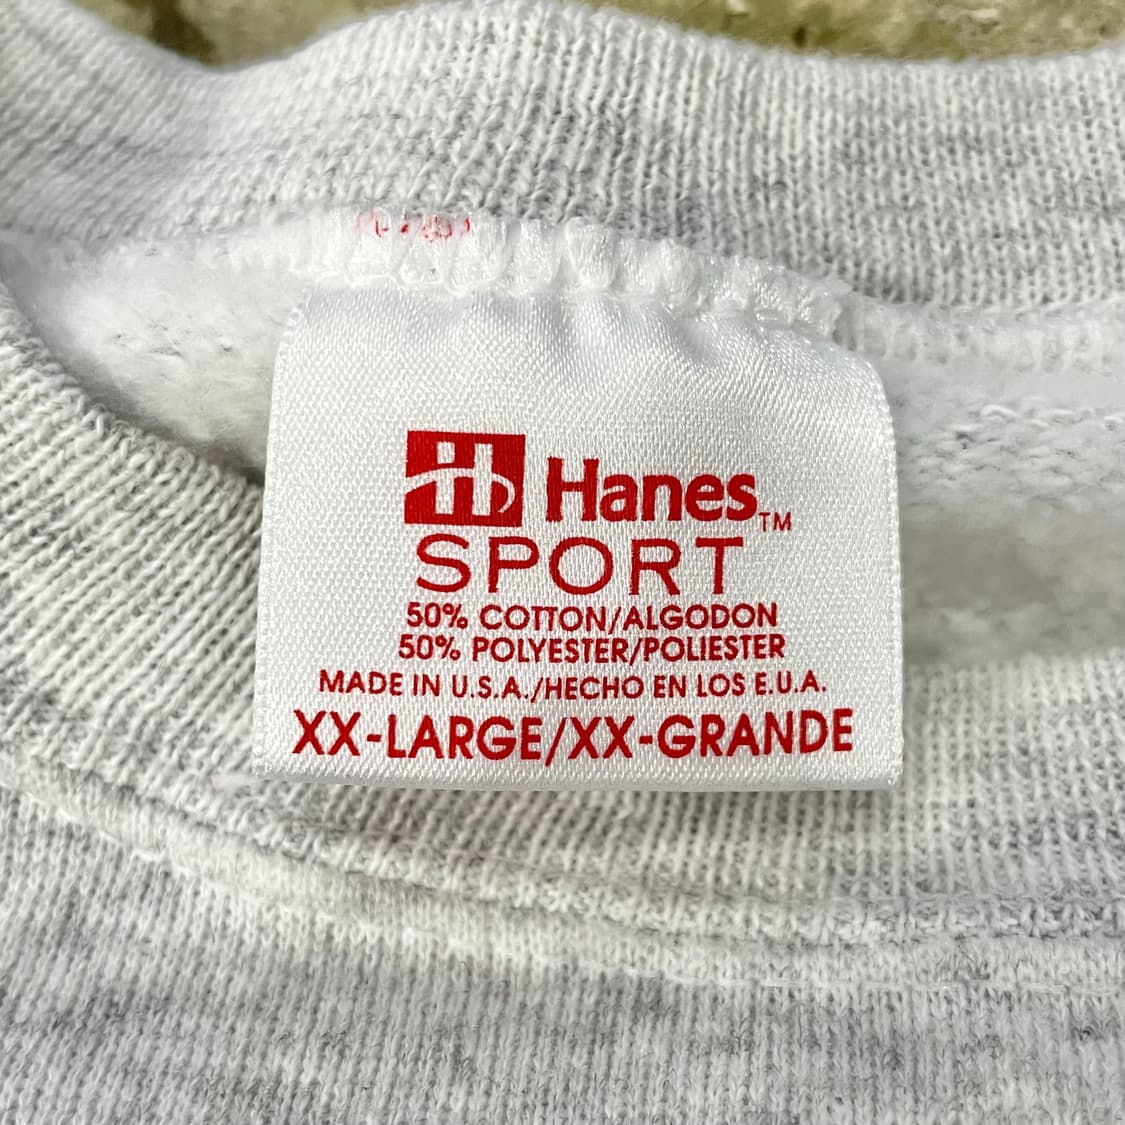 Hanes™
SPORT
50% COTTON/ALGODON
50% POLYESTER/POLIESTER
MADE IN U.S.A./HECHO EN LOS E.U.A.
XX-LARGE/XX-GRANDE